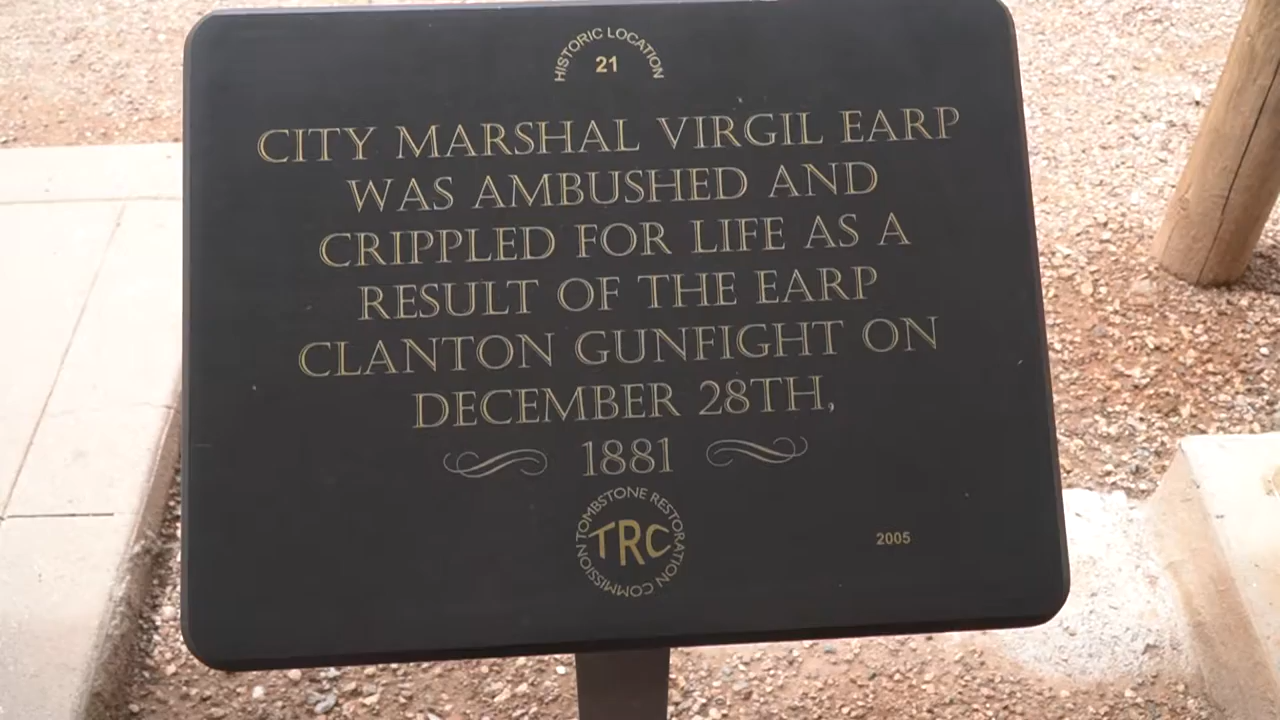 HISTORIC LOCATION
21
CITY MARSHAL VIRGIL EARP
WAS AMBUSHED AND
CRIPPLED FOR LIFE AS A
RESULT OF THE EARP
CLANTON GUNFIGHT ON
DECEMBER 28TH,
1881
TOMBSTONE RESTORATION COMMISSION
TRC
2005